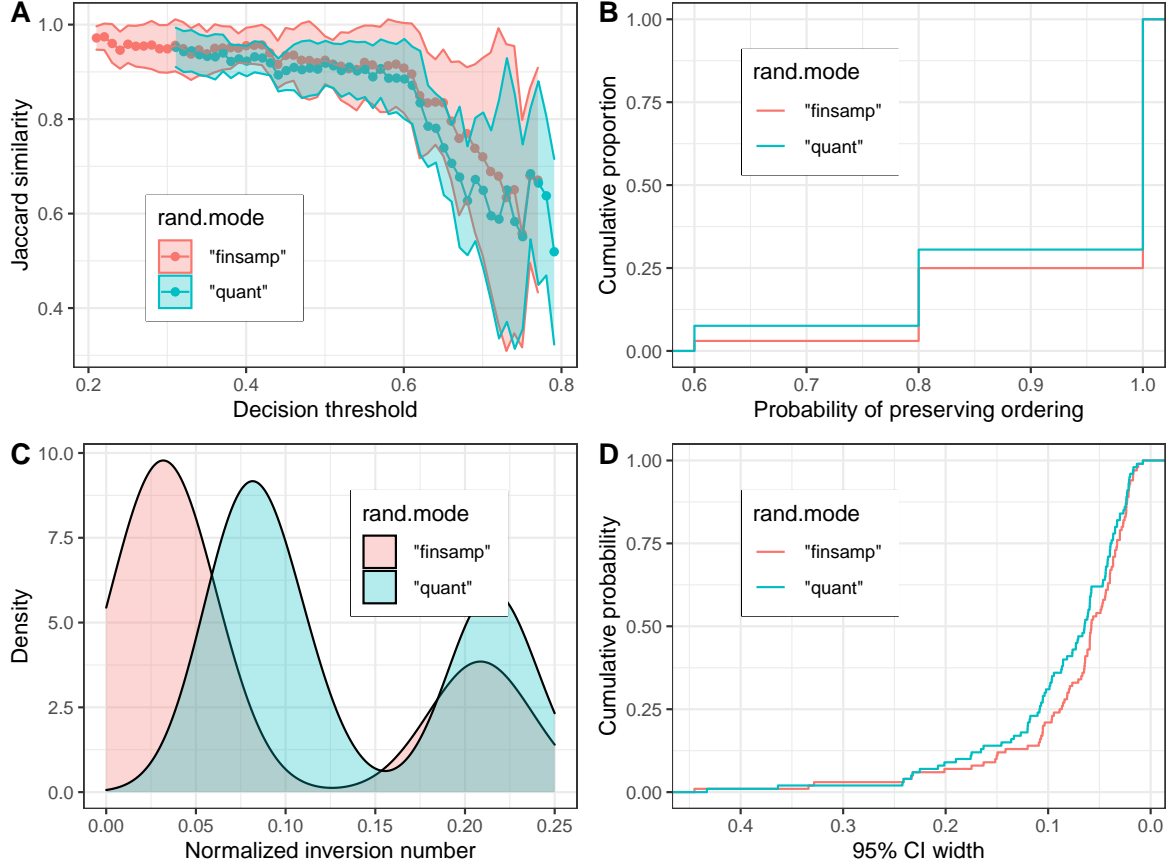 A
Jaccard similarity
1.0
0.8
0.6
0.4
rand.mode
"finsamp"
"quant"
0.2
0.4
0.6
0.8
Decision threshold
B
Cumulative proportion
1.00
0.75
0.50
0.25
0.00
rand.mode
"finsamp"
"quant"
0.6
0.7
0.8
0.9
1.0
Probability of preserving ordering
C
Density
10.0
7.5
5.0
2.5
0.0
rand.mode
"finsamp"
"quant"
0.00
0.05
0.10
0.15
0.20
0.25
Normalized inversion number
D
Cumulative probability
1.00
0.75
0.50
0.25
0.00
rand.mode
"finsamp"
"quant"
0.4
0.3
0.2
0.1
0.0
95% CI width